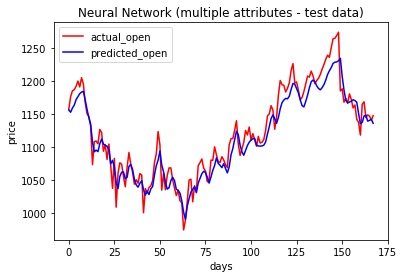 Neural Network (multiple attributes - test data)
actual_open
predicted_open
price
1250
1200
1150
1100
1050
1000
0
25
50
75
100
125
150
175
days